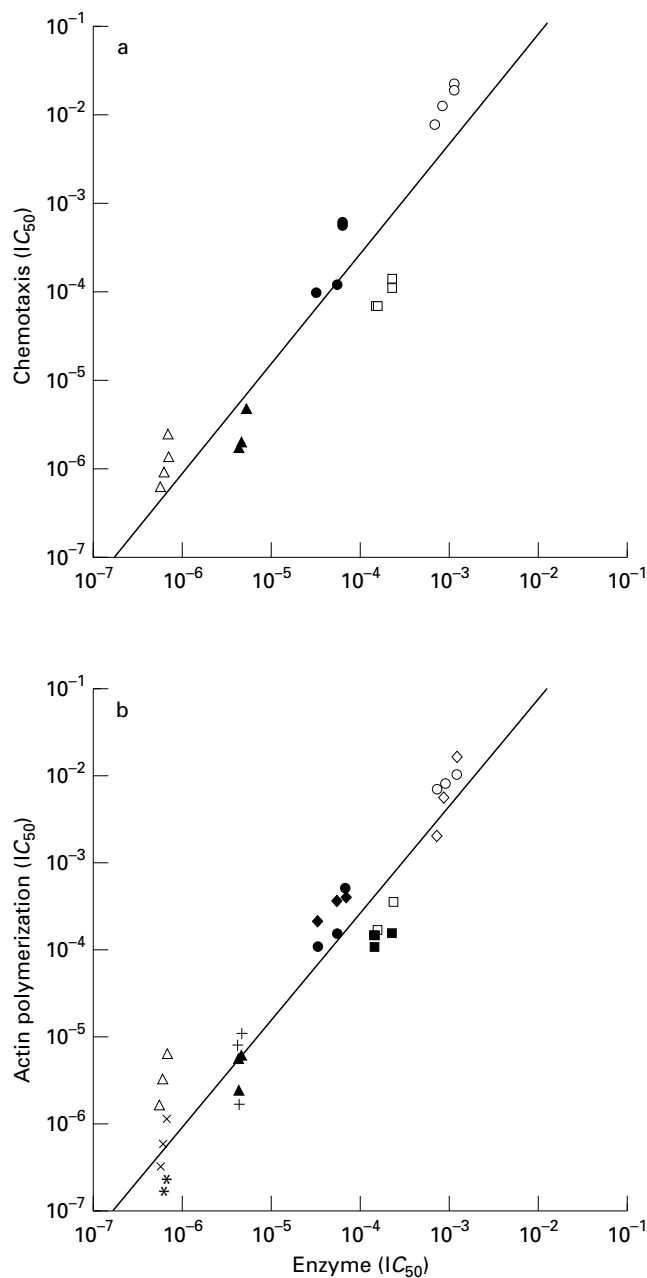 a
Chemotaxis (IC₅₀)
10⁻¹
10⁻²
10⁻³
10⁻⁴
10⁻⁵
10⁻⁶
10⁻⁷
10⁻⁷ 10⁻⁶ 10⁻⁵ 10⁻⁴ 10⁻³ 10⁻² 10⁻¹
b
Actin polymerization (IC₅₀)
10⁻¹
10⁻²
10⁻³
10⁻⁴
10⁻⁵
10⁻⁶
10⁻⁷
10⁻⁷ 10⁻⁶ 10⁻⁵ 10⁻⁴ 10⁻³ 10⁻² 10⁻¹
Enzyme (IC₅₀)